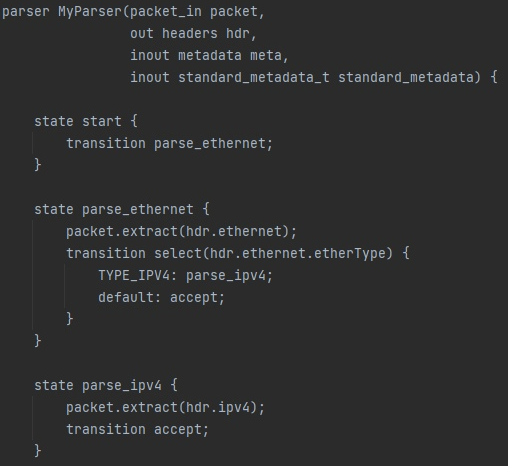 parser MyParser(packet_in packet,
                out headers hdr,
                inout metadata meta,
                inout standard_metadata_t standard_metadata) {

    state start {
        transition parse_ethernet;
    }

    state parse_ethernet {
        packet.extract(hdr.ethernet);
        transition select(hdr.ethernet.etherType) {
            TYPE_IPV4: parse_ipv4;
            default: accept;
        }
    }

    state parse_ipv4 {
        packet.extract(hdr.ipv4);
        transition accept;
    }